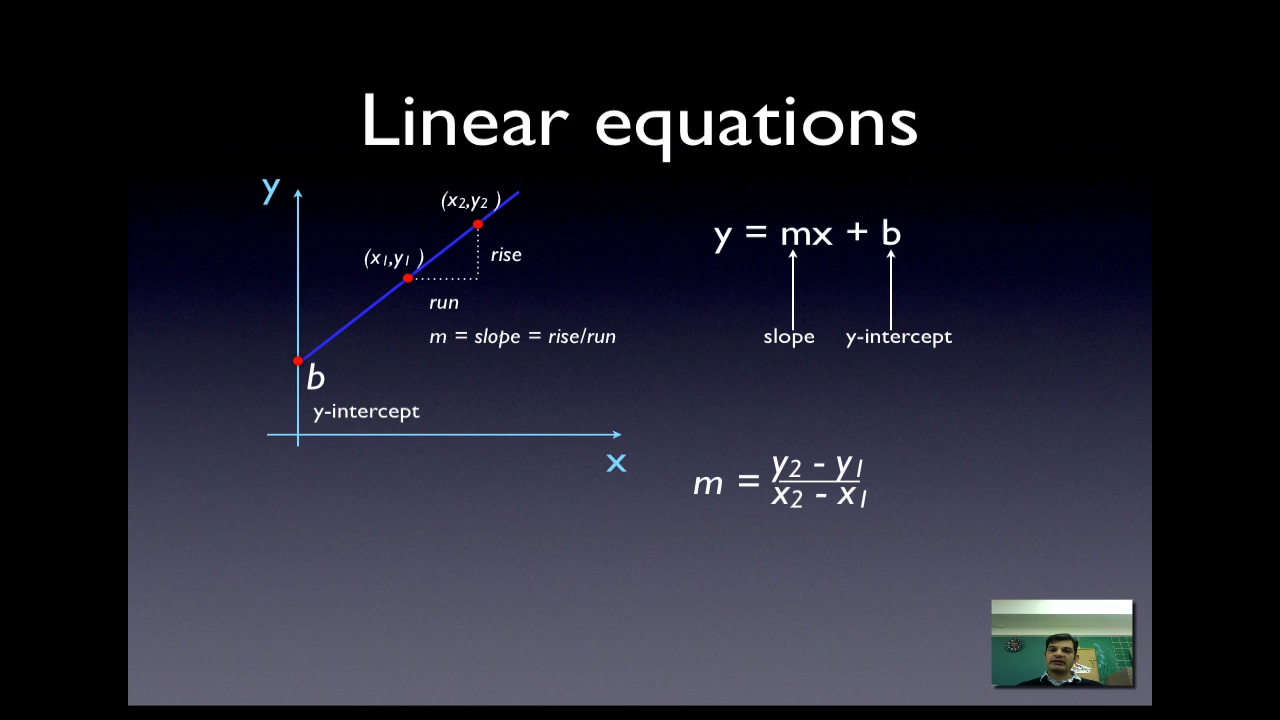 Linear equations
y
(x2,y2 )
(x1,y1 )
rise
run
m = slope = rise/run
b
y-intercept
x
y = mx + b
slope y-intercept
m = y2 - y1
x2 - x1